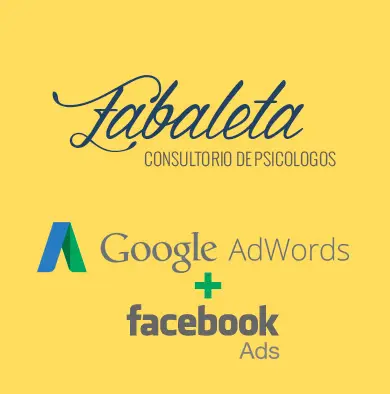 Zabaleta
CONSULTORIO DE PSICOLOGOS
Google AdWords
+
facebook
Ads